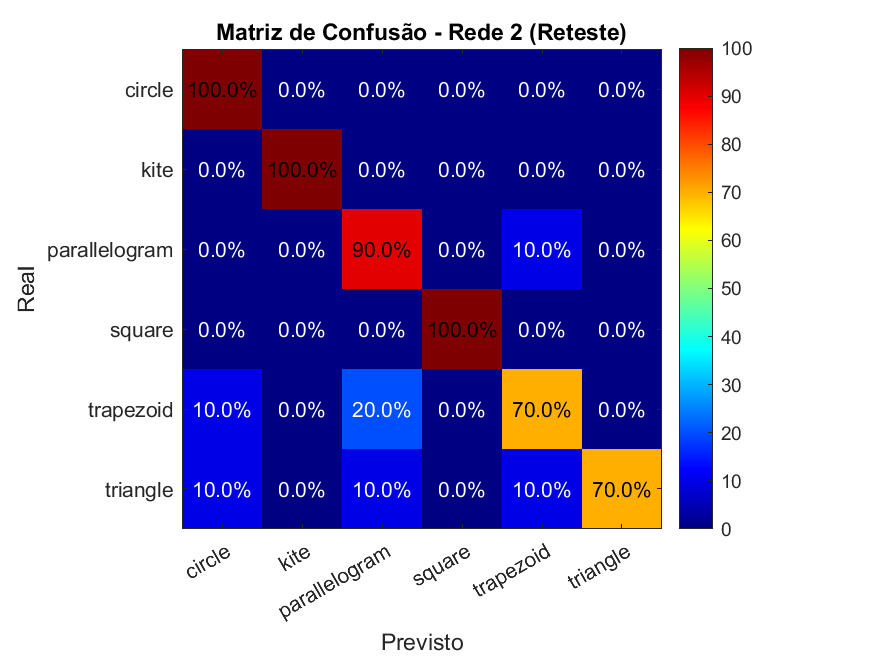 Matriz de Confusão - Rede 2 (Reteste)
circle 100.0% 0.0% 0.0% 0.0% 0.0% 0.0%
kite 0.0% 100.0% 0.0% 0.0% 0.0% 0.0%
parallelogram 0.0% 0.0% 90.0% 0.0% 10.0% 0.0%
square 0.0% 0.0% 0.0% 100.0% 0.0% 0.0%
trapezoid 10.0% 0.0% 20.0% 0.0% 70.0% 0.0%
triangle 10.0% 0.0% 10.0% 0.0% 10.0% 70.0%
circle kite parallelogram square trapezoid triangle
Previsto
Real
100
90
80
70
60
50
40
30
20
10
0